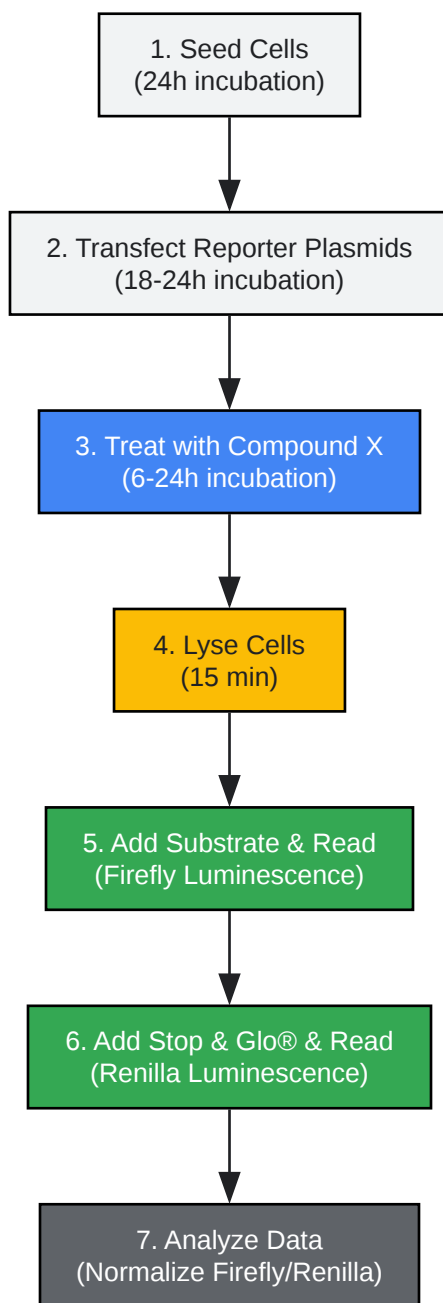 1. Seed Cells
(24h incubation)
2. Transfect Reporter Plasmids
(18-24h incubation)
3. Treat with Compound X
(6-24h incubation)
4. Lyse Cells
(15 min)
5. Add Substrate & Read
(Firefly Luminescence)
6. Add Stop & Glo® & Read
(Renilla Luminescence)
7. Analyze Data
(Normalize Firefly/Renilla)